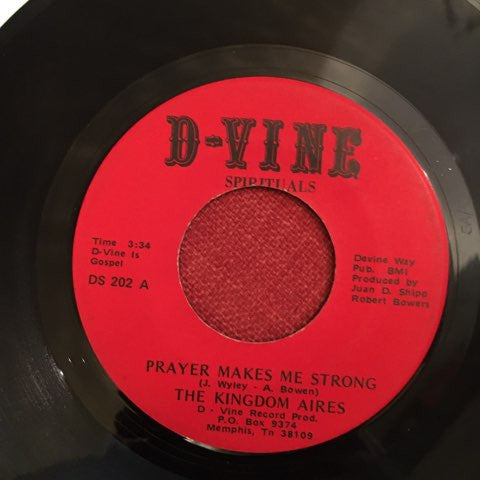 D-VINE
SPIRITUALS
Time 3:34
D-Vine Is
Gospel
DS 202 A
Devine Way
Pub. BMI
Produced by
Juan D. Shipp
Robert Bowers
PRAYER MAKES ME STRONG
(J. Wyley - A. Bowen)
THE KINGDOM AIRES
D - Vine Record Prod.
P.O. Box 9374
Memphis, Tn 38109